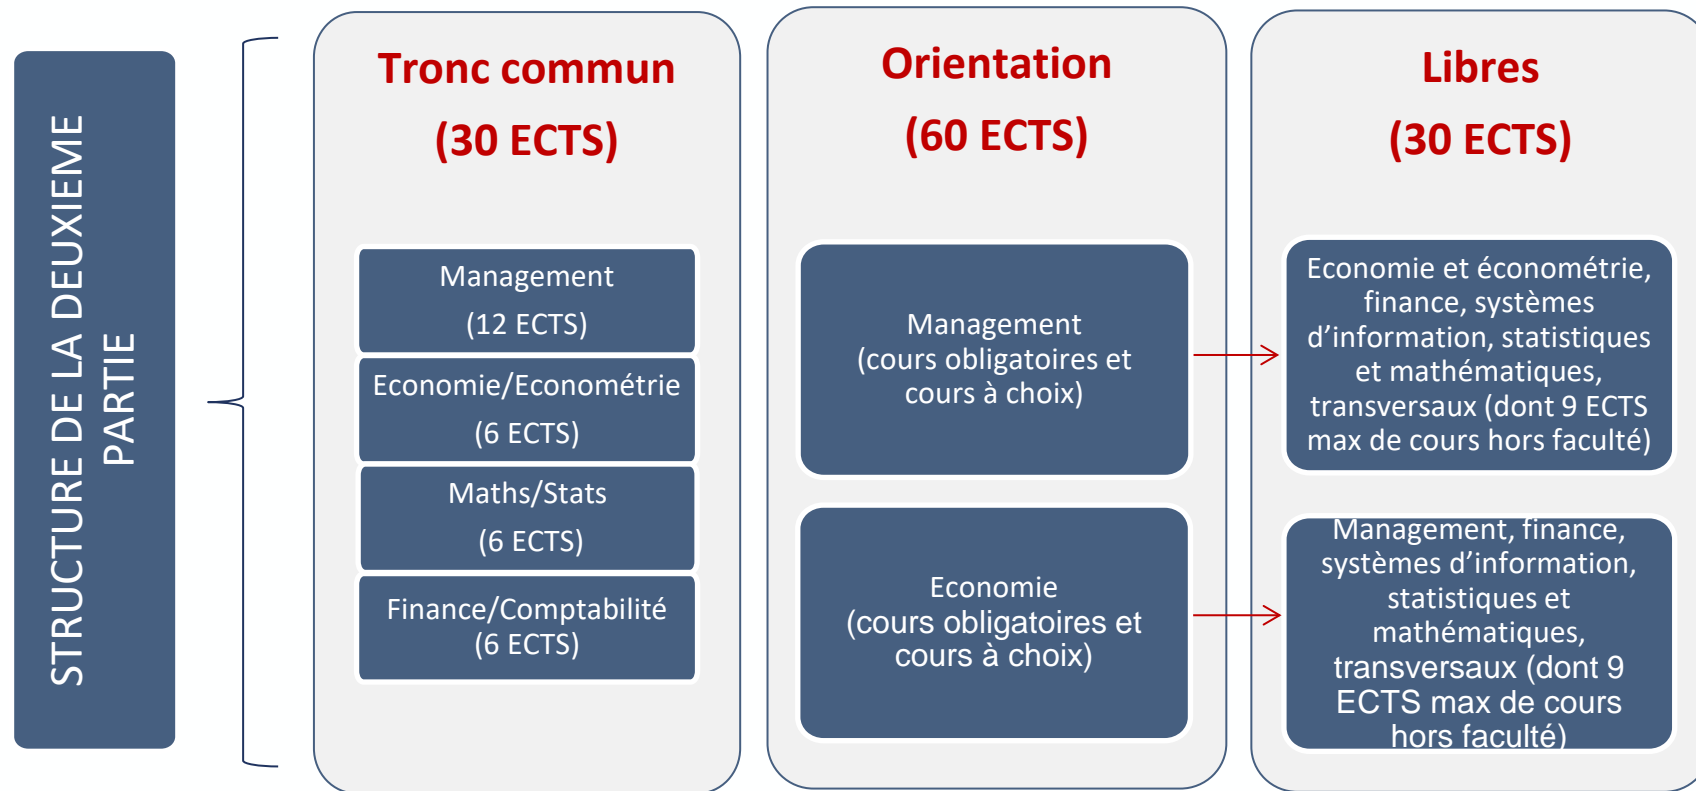 STRUCTURE DE LA DEUXIEME
PARTIE
Tronc commun
(30 ECTS)
Management
(12 ECTS)
Economie/Econométrie
(6 ECTS)
Maths/Stats
(6 ECTS)
Finance/Comptabilité
(6 ECTS)
Orientation
(60 ECTS)
Management
(cours obligatoires et
cours à choix)
Economie
(cours obligatoires et
cours à choix)
Libres
(30 ECTS)
Economie et économétrie,
finance, systèmes
d’information, statistiques
et mathématiques,
transversaux (dont 9 ECTS
max de cours hors faculté)
Management, finance,
systèmes d’information,
statistiques et
mathématiques,
transversaux (dont 9
ECTS max de cours
hors faculté)